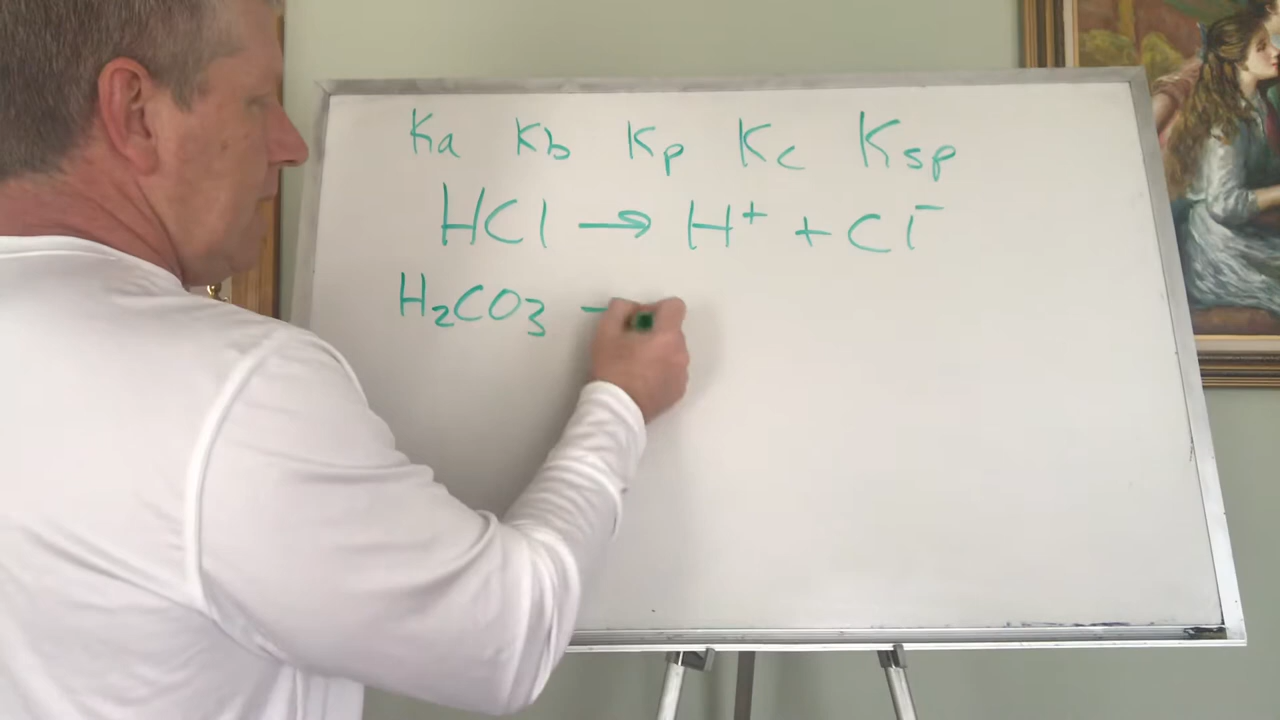 Ka Kb Kp Kc Ksp
HCl → H⁺ + Cl⁻
H₂CO₃ -